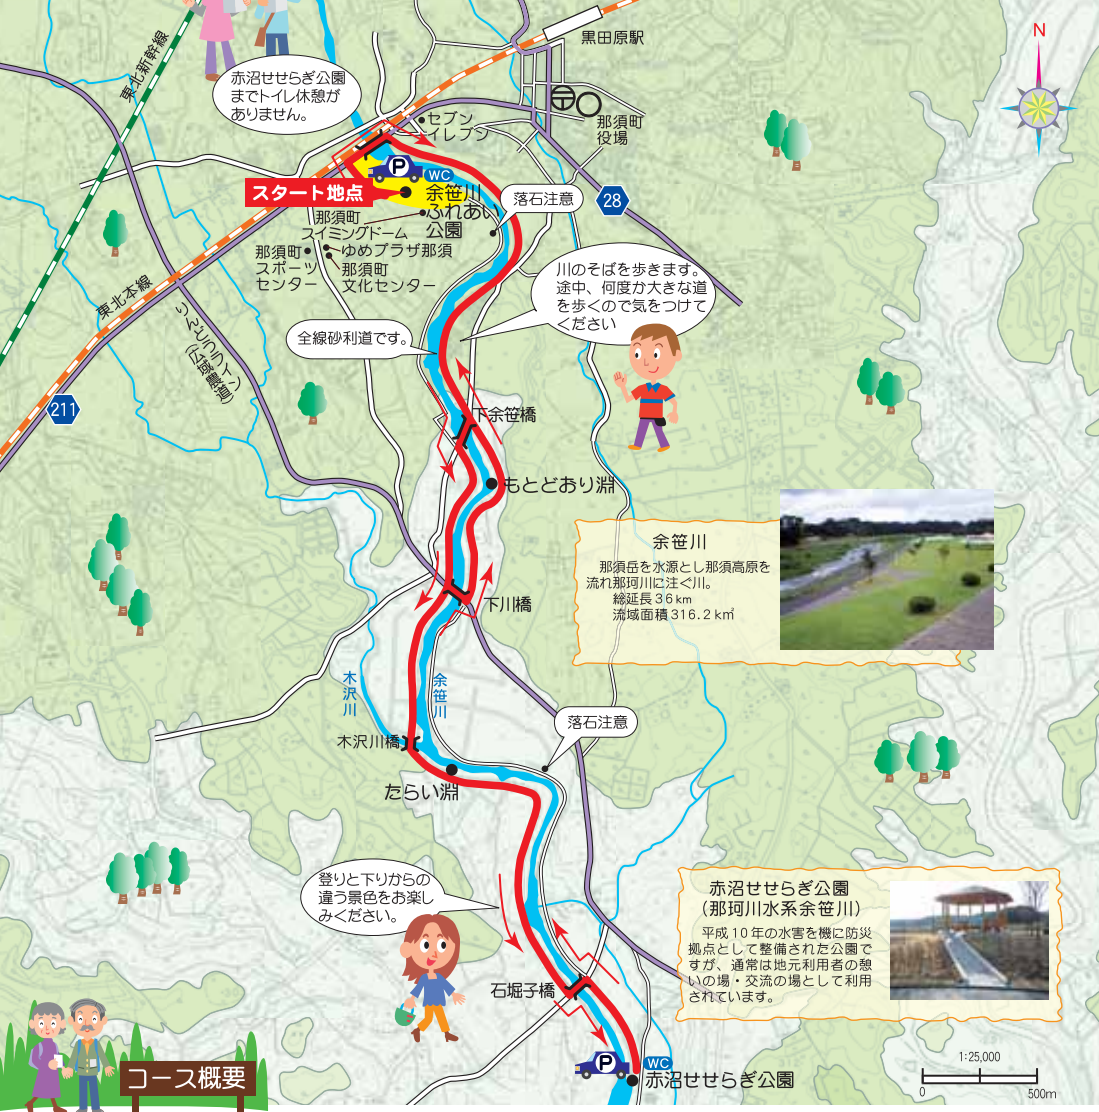 黒田原駅
N
東北新幹線
赤沼せせらぎ公園
までトイレ休憩が
ありません。
セブン
イレブン
〒
那須町
役場
P
WC
スタート地点
余笹川
ふれあい
公園
落石注意
28
那須町
スイミングドーム
那須町
スポーツ
センター
ゆめプラザ那須
那須町
文化センター
川のそばを歩きます。
途中、何度か大きな道
を歩くので気をつけて
ください
東北本線
りんどうライン
(広域農道)
全線砂利道です。
211
下余笹橋
もとどおり淵
余笹川
那須岳を水源とし那須高原を
流れ那珂川に注ぐ川。
総延長36km
流域面積316.2km²
下川橋
木沢川
余笹川
落石注意
木沢川橋
たらい淵
登りと下りからの
違う景色をお楽し
みください。
赤沼せせらぎ公園
(那珂川水系余笹川)
平成10年の水害を機に防災
拠点として整備された公園で
すが、通常は地元利用者の憩
いの場・交流の場として利用
されています。
石堀子橋
P
WC
赤沼せせらぎ公園
コース概要
1:25,000
0
500m